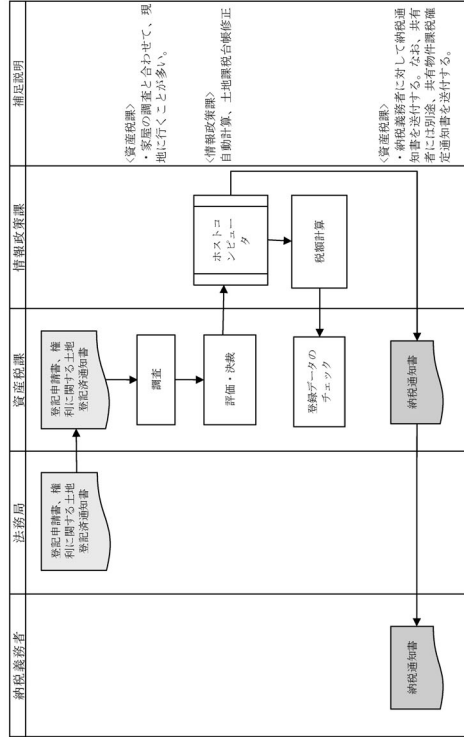 納税義務者
法務局
資産税課
情報政策課
補足説明
登記申請書、権
利に関する土地
登記済通知書
登記申請書、権
利に関する土地
登記済通知書
調査
〈資産税課〉
・家屋の調査と合わせて、現
地に行くことが多い。
評価・決裁
ホストコ
ンピュー
タ
〈情報政策課〉
自動計算、土地課税台帳修正
登録データの
チェック
税額計算
納税通知書
納税通知書
〈資産税課〉
・納税義務者に対して納税通
知書を送付する。なお、共有
者には別途、共有物件課税確
定通知書を送付する。